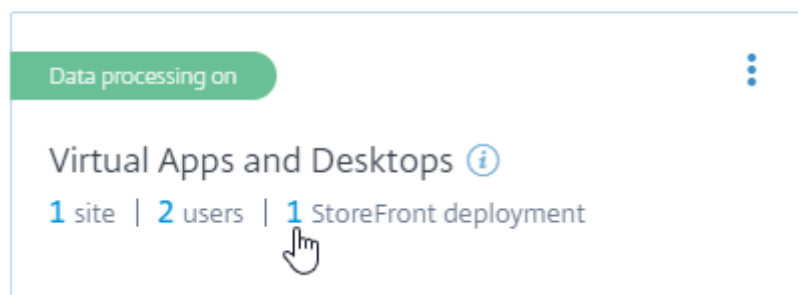 Data processing on
Virtual Apps and Desktops i
1 site | 2 users | 1 StoreFront deployment